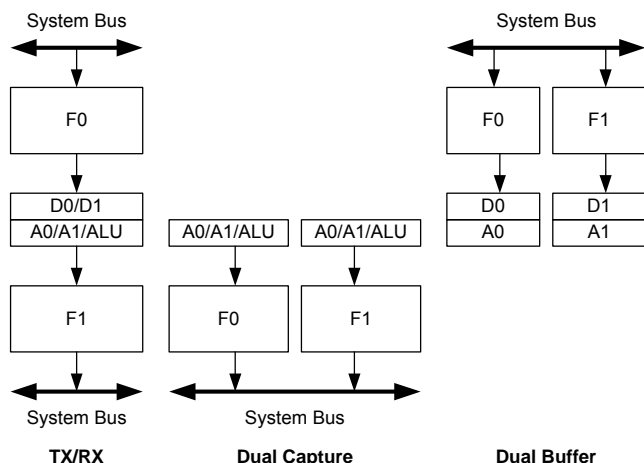 System Bus
System Bus
F0
F0
F1
D0/D1
D0
D1
A0/A1/ALU
A0/A1/ALU
A0/A1/ALU
A0
A1
F1
F0
F1
System Bus
System Bus
TX/RX
Dual Capture
Dual Buffer